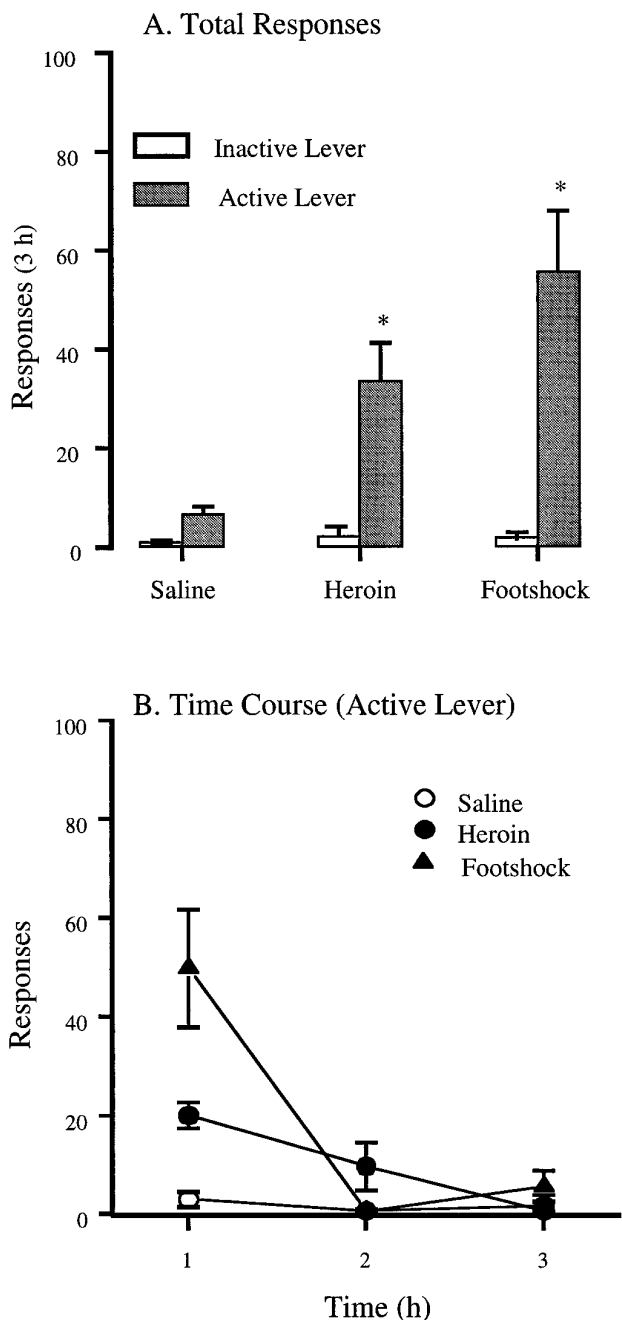 A. Total Responses
100
80
60
40
20
0
Responses (3 h)
Inactive Lever
Active Lever
*
*
Saline Heroin Footshock
B. Time Course (Active Lever)
100
80
60
40
20
0
Responses
Saline
Heroin
Footshock
1 2 3
Time (h)